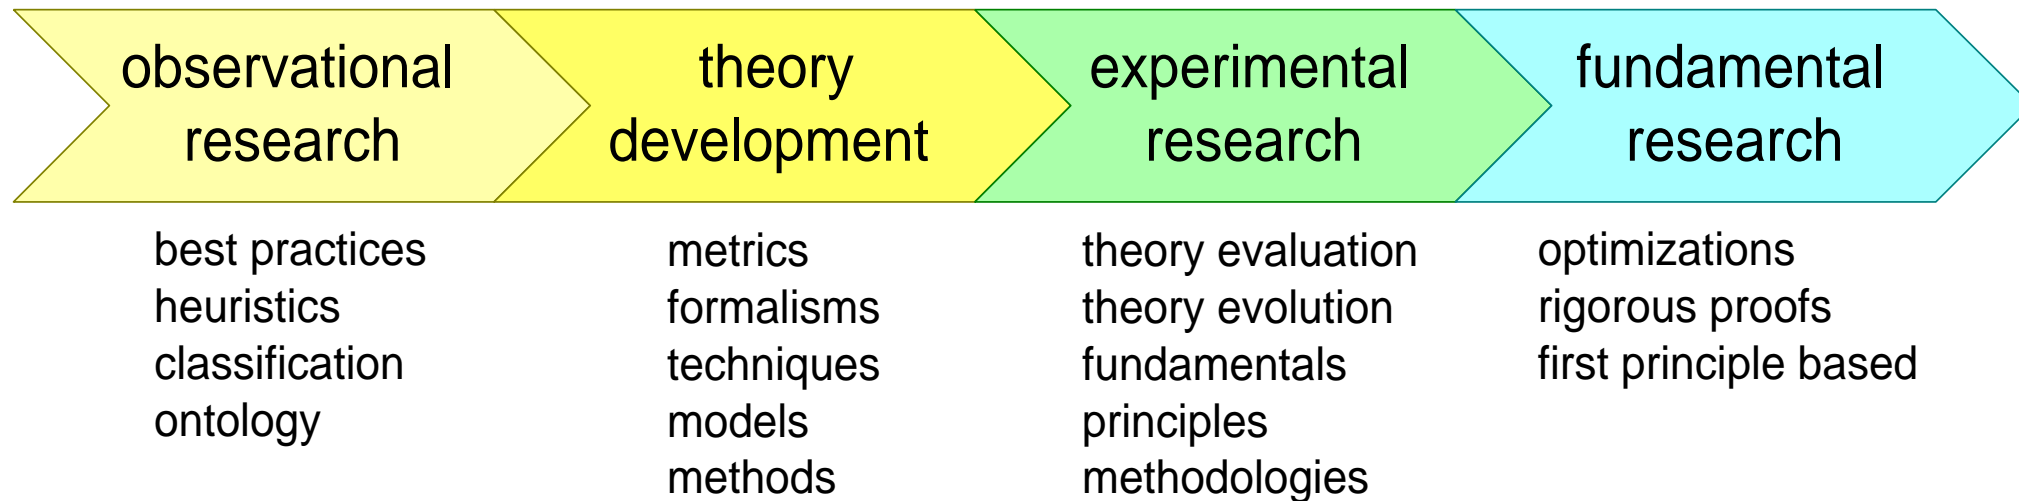 observational
research
theory
development
experimental
research
fundamental
research
best practices
heuristics
classification
ontology
metrics
formalisms
techniques
models
methods
theory evaluation
theory evolution
fundamentals
principles
methodologies
optimizations
rigorous proofs
first principle based